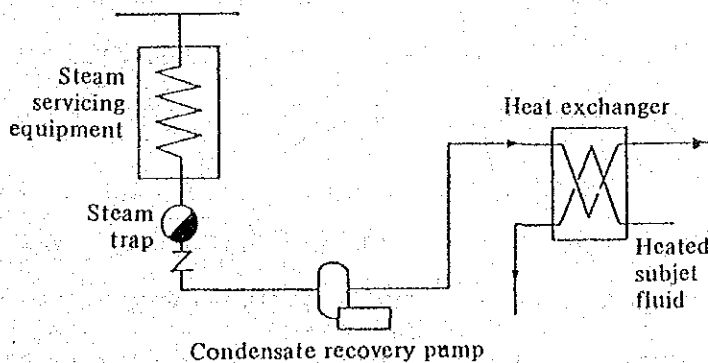 Steam
servicing
equipment
Heat exchanger
Steam
trap
Heated
subjet
fluid
Condensate recovery pump